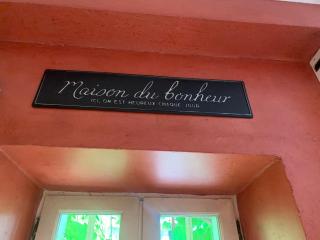 Maison du bonheur
ICI, ON EST HEUREUX CHAQUE JOUR